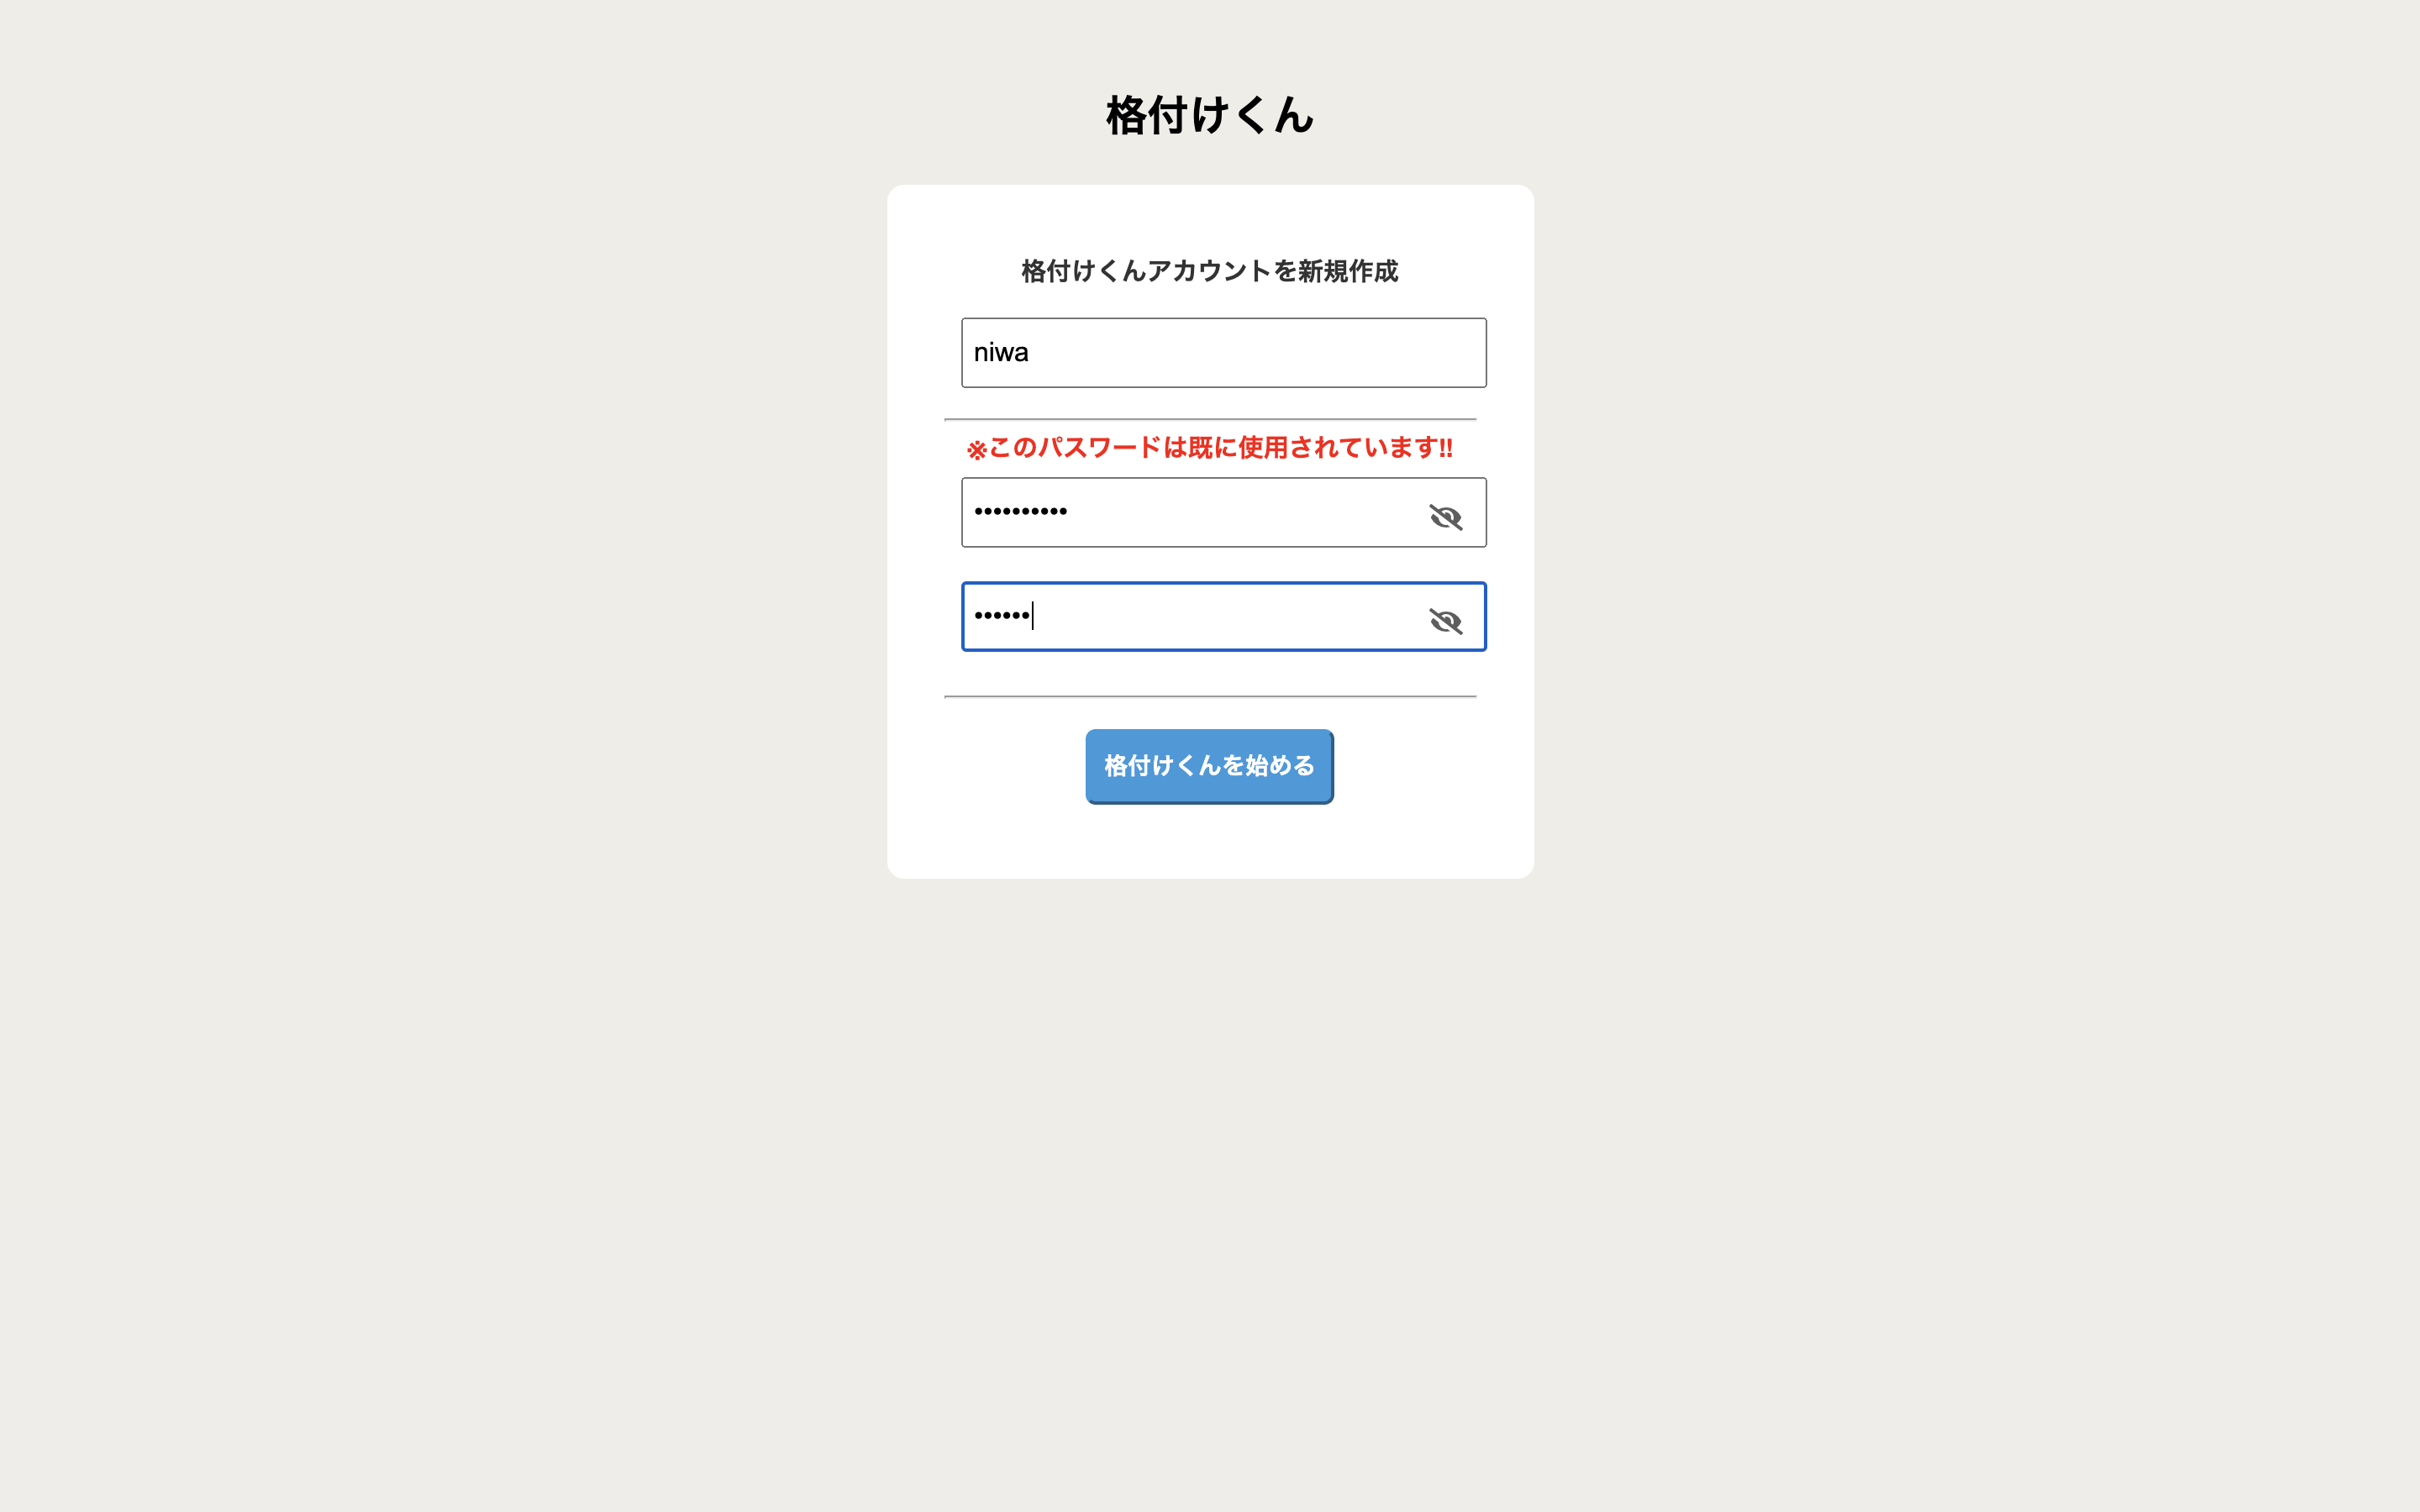 格付けくん
格付けくんアカウントを新規作成
niwa
※このパスワードは既に使用されています!!
••••••••••
••••••
格付けくんを始める